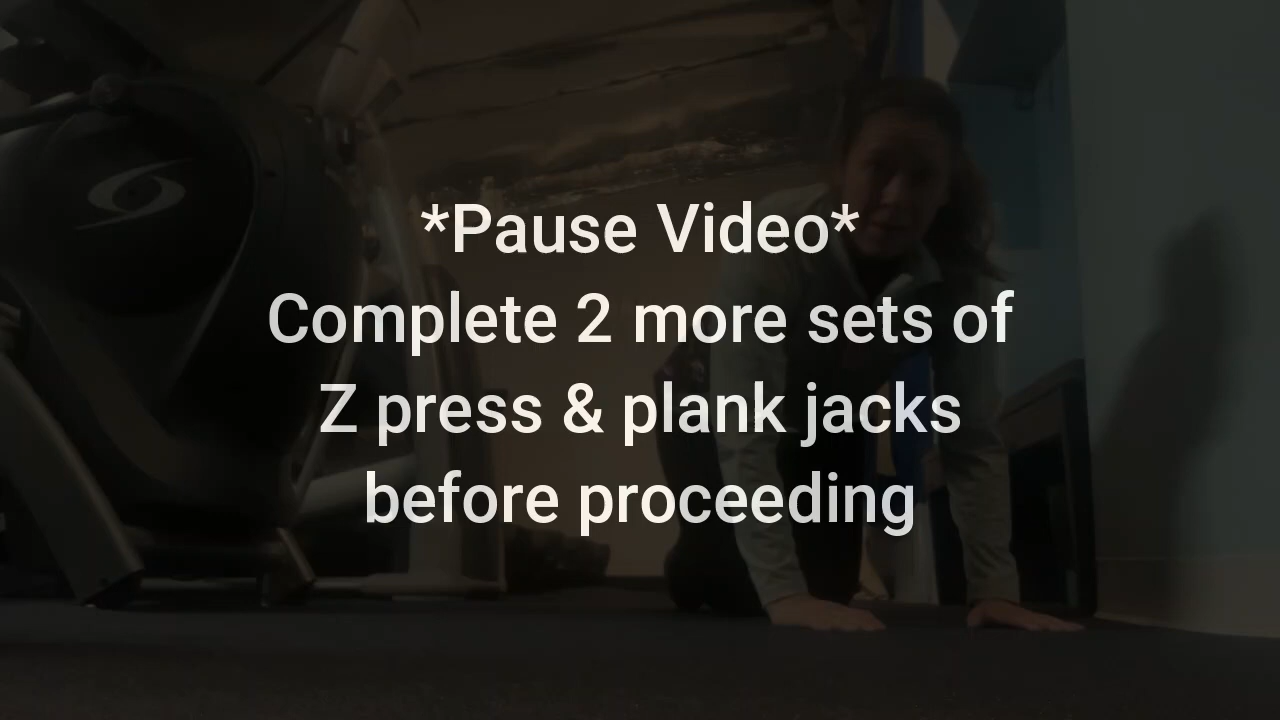 *Pause Video*
Complete 2 more sets of
Z press & plank jacks
before proceeding